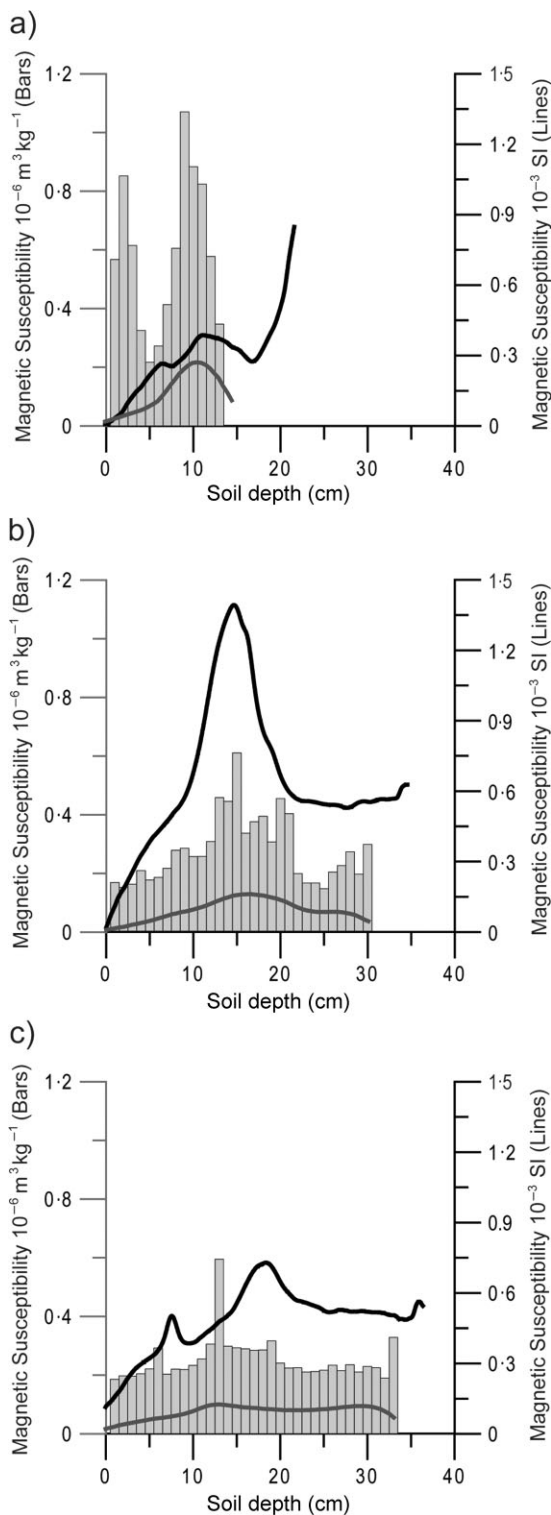 a)
Magnetic Susceptibility 10⁻⁶ m³ kg⁻¹ (Bars)
1·2
0·8
0·4
0
1·5
1·2
0·9
0·6
0·3
0
Magnetic Susceptibility 10⁻³ SI (Lines)
0 10 20 30 40
Soil depth (cm)
b)
Magnetic Susceptibility 10⁻⁶ m³ kg⁻¹ (Bars)
1·2
0·8
0·4
0
1·5
1·2
0·9
0·6
0·3
0
Magnetic Susceptibility 10⁻³ SI (Lines)
0 10 20 30 40
Soil depth (cm)
c)
Magnetic Susceptibility 10⁻⁶ m³ kg⁻¹ (Bars)
1·2
0·8
0·4
0
1·5
1·2
0·9
0·6
0·3
0
Magnetic Susceptibility 10⁻³ SI (Lines)
0 10 20 30 40
Soil depth (cm)